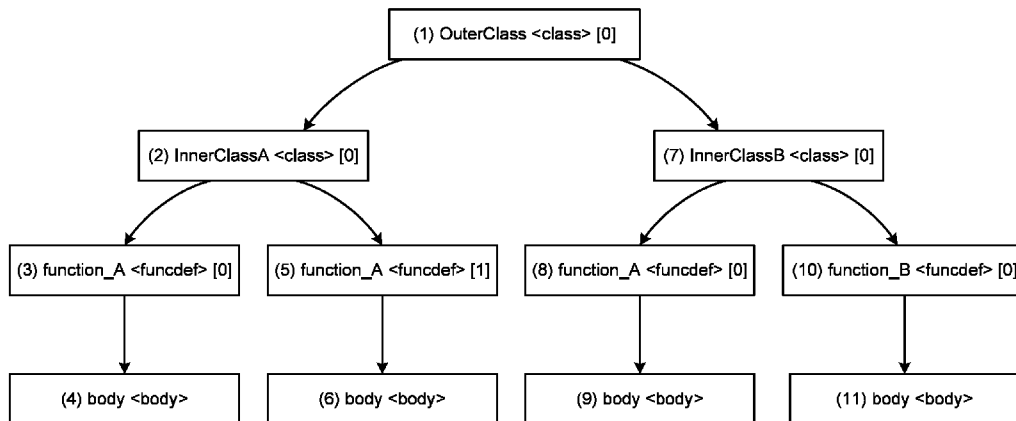 (1) OuterClass <class> [0]
(2) InnerClassA <class> [0]
(7) InnerClassB <class> [0]
(3) function_A <funcdef> [0]
(5) function_A <funcdef> [1]
(8) function_A <funcdef> [0]
(10) function_B <funcdef> [0]
(4) body <body>
(6) body <body>
(9) body <body>
(11) body <body>